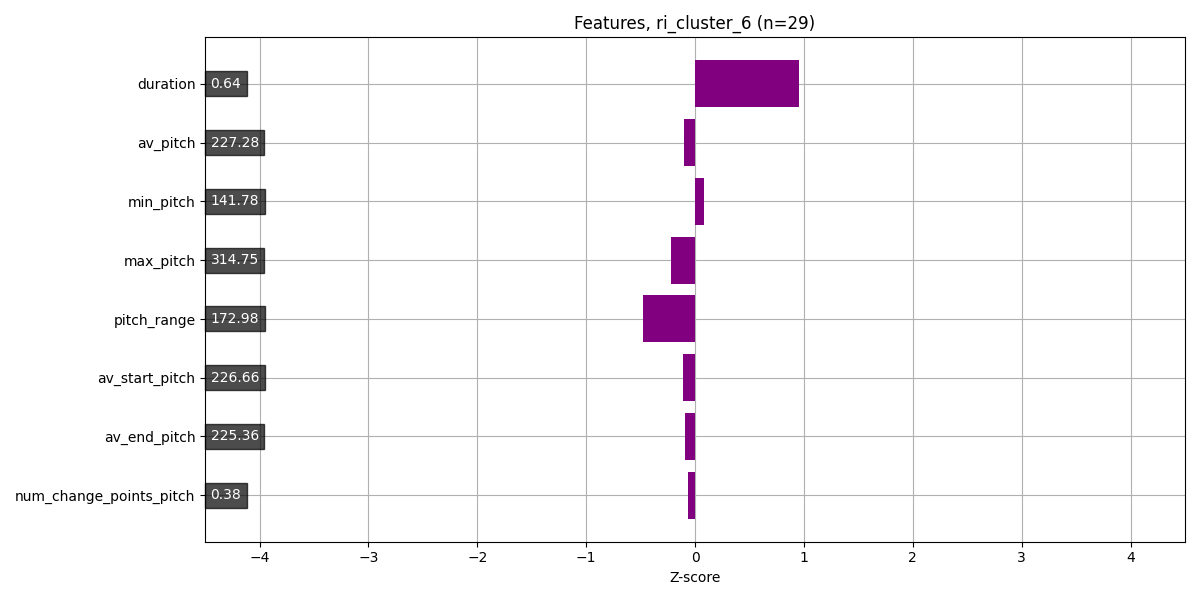 Features, ri_cluster_6 (n=29)
duration 0.64
av_pitch 227.28
min_pitch 141.78
max_pitch 314.75
pitch_range 172.98
av_start_pitch 226.66
av_end_pitch 225.36
num_change_points_pitch 0.38
−4 −3 −2 −1 0 1 2 3 4
Z-score